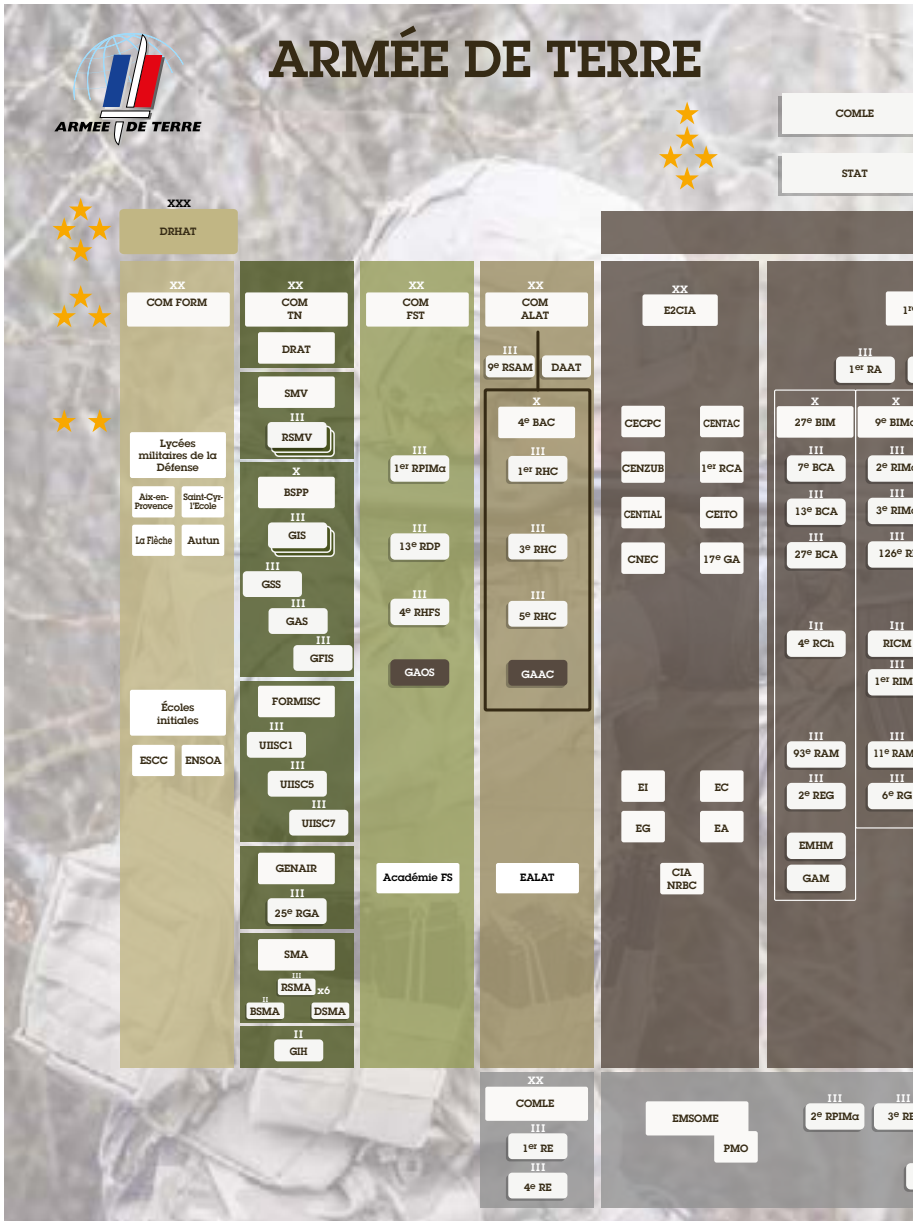 ARMÉE DE TERRE
ARMEE DE TERRE
COMLE
STAT
XXX
DRHAT
XX
COM FORM
Lycées
militaires de la
Défense
Aix-en-
Provence
Saint-Cyr-
l'Ecole
La Flèche
Autun
Écoles
initiales
ESCC
ENSOA
XX
COM
TN
DRAT
SMV
III
RSMV
X
BSPP
III
GIS
III
GSS
III
GAS
III
GFIS
FORMISC
III
UIISC1
III
UIISC5
III
UIISC7
GENAIR
III
25e RGA
SMA
III
RSMA x6
II
BSMA
DSMA
II
GIH
XX
COM
FST
III
1er RPIMa
III
13e RDP
III
4e RHFS
GAOS
Académie FS
XX
COM
ALAT
III
9e RSAM
DAAT
X
4e BAC
III
1er RHC
III
3e RHC
III
5e RHC
GAAC
EALAT
XX
COMLE
III
1er RE
III
4e RE
XX
E2CIA
CECPC
CENTAC
CENZUB
1er RCA
CENTIAL
CEITO
CNEC
17e GA
EI
EC
EG
EA
CIA
NRBC
EMSOME
PMO
III
1er RA
X
27e BIM
III
7e BCA
III
13e BCA
III
27e BCA
III
4e RCh
III
93e RAM
III
2e REG
EMHM
GAM
X
9e BIMa
III
2e RIMa
III
3e RIMa
III
126e R
III
RICM
III
1er RIM
III
11e RAM
III
6e RG
III
2e RPIMa
III
3e RE